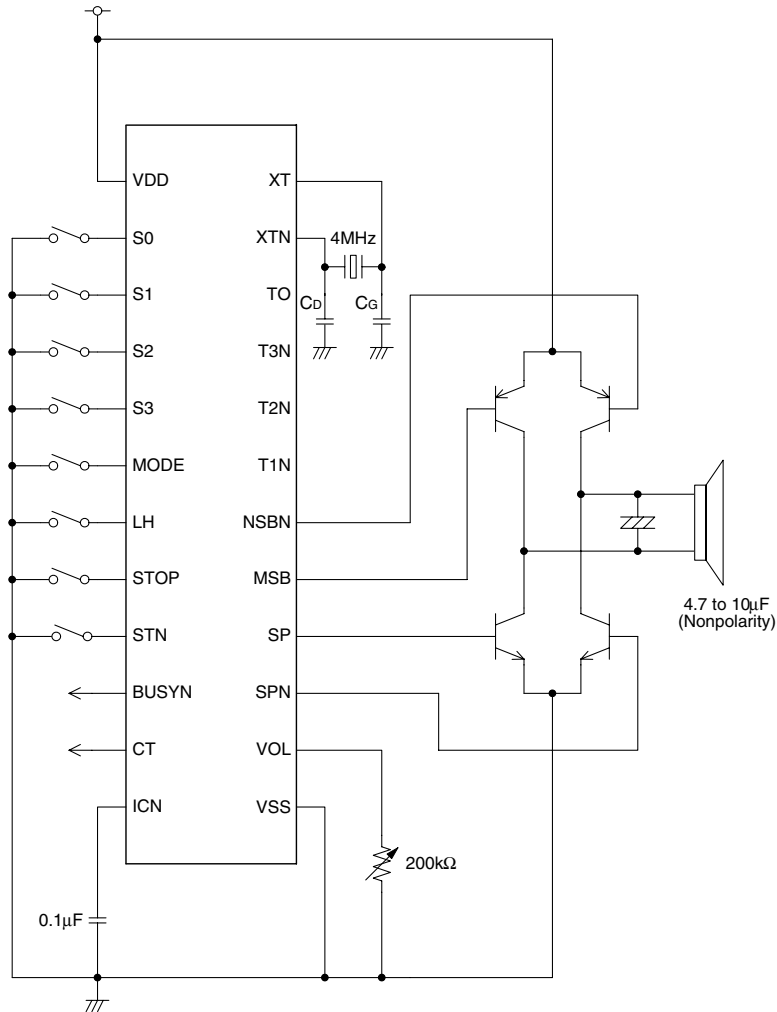 VDD
XT
S0
XTN
4MHz
S1
TO
CD
CG
S2
T3N
S3
T2N
MODE
T1N
LH
NSBN
STOP
MSB
4.7 to 10µF
(Nonpolarity)
STN
SP
BUSYN
SPN
CT
VOL
ICN
VSS
200kΩ
0.1µF